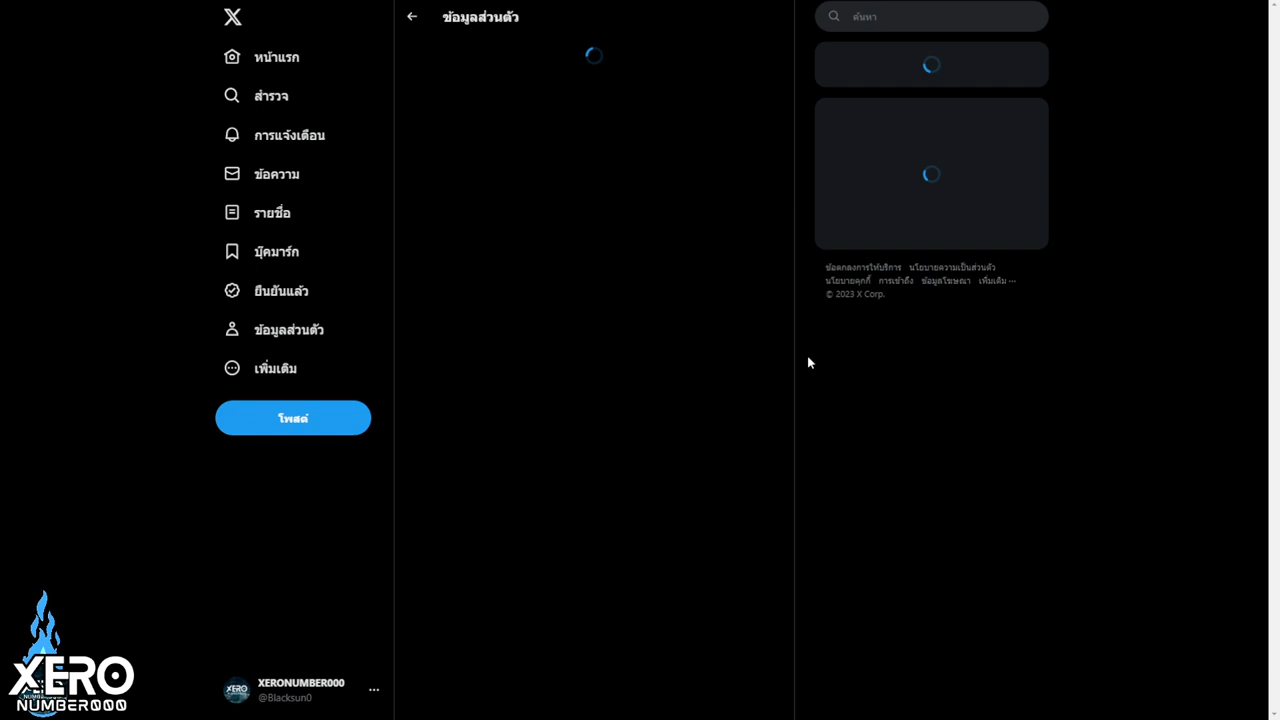 ข้อมูลส่วนตัว
ค้นหา
หน้าแรก
สำรวจ
การแจ้งเตือน
ข้อความ
รายชื่อ
บุ๊คมาร์ก
ยืนยันแล้ว
ข้อมูลส่วนตัว
เพิ่มเติม
โพสต์
ข้อตกลงการให้บริการ นโยบายความเป็นส่วนตัว
นโยบายคุกกี้ การเข้าถึง ข้อมูลโฆษณา เพิ่มเติม ···
© 2023 X Corp.
XERONUMBER000
@Blacksun0
XERO
NUMBER000
XERO